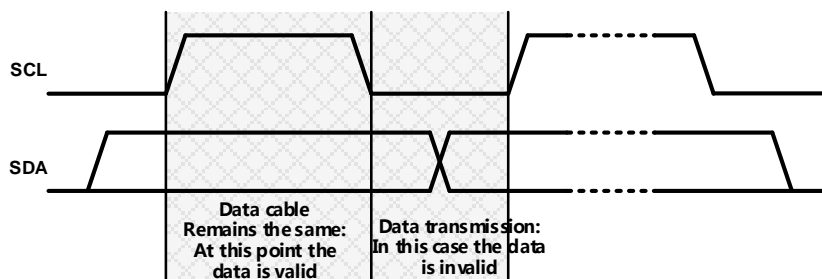 SCL
SDA
Data cable
Remains the same:
At this point the
data is valid
Data transmission:
In this case the data
is invalid